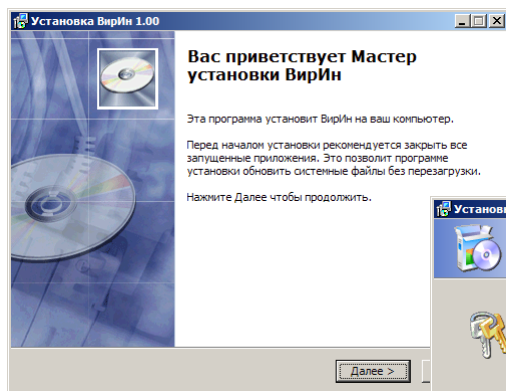 Установка ВирИн 1.00
Вас приветствует Мастер
установки ВирИн
Эта программа установит ВирИн на ваш компьютер.
Перед началом установки рекомендуется закрыть все
запущенные приложения. Это позволит программе
установки обновить системные файлы без перезагрузки.
Нажмите Далее чтобы продолжить.
Далее >